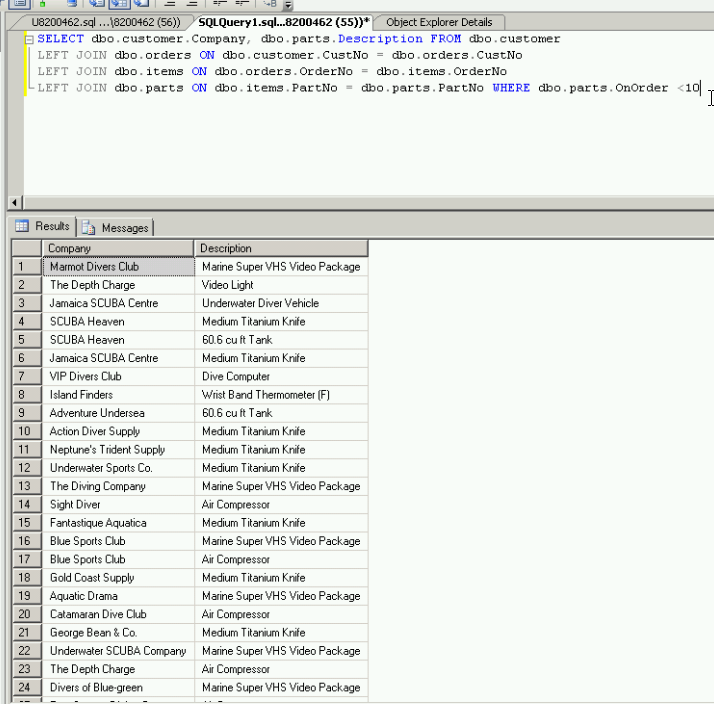 U8200462.sql ...\8200462 (56)) SQLQuery1.sql...8200462 (55))* Object Explorer Details
SELECT dbo.customer.Company, dbo.parts.Description FROM dbo.customer
LEFT JOIN dbo.orders ON dbo.customer.CustNo = dbo.orders.CustNo
LEFT JOIN dbo.items ON dbo.orders.OrderNo = dbo.items.OrderNo
LEFT JOIN dbo.parts ON dbo.items.PartNo = dbo.parts.PartNo WHERE dbo.parts.OnOrder <10
Results Messages
Company Description
1 Marmot Divers Club Marine Super VHS Video Package
2 The Depth Charge Video Light
3 Jamaica SCUBA Centre Underwater Diver Vehicle
4 SCUBA Heaven Medium Titanium Knife
5 SCUBA Heaven 60.6 cu ft Tank
6 Jamaica SCUBA Centre Medium Titanium Knife
7 VIP Divers Club Dive Computer
8 Island Finders Wrist Band Thermometer (F)
9 Adventure Undersea 60.6 cu ft Tank
10 Action Diver Supply Medium Titanium Knife
11 Neptune's Trident Supply Medium Titanium Knife
12 Underwater Sports Co. Medium Titanium Knife
13 The Diving Company Marine Super VHS Video Package
14 Sight Diver Air Compressor
15 Fantastique Aquatica Medium Titanium Knife
16 Blue Sports Club Marine Super VHS Video Package
17 Blue Sports Club Air Compressor
18 Gold Coast Supply Medium Titanium Knife
19 Aquatic Drama Marine Super VHS Video Package
20 Catamaran Dive Club Air Compressor
21 George Bean & Co. Medium Titanium Knife
22 Underwater SCUBA Company Marine Super VHS Video Package
23 The Depth Charge Air Compressor
24 Divers of Blue-green Marine Super VHS Video Package